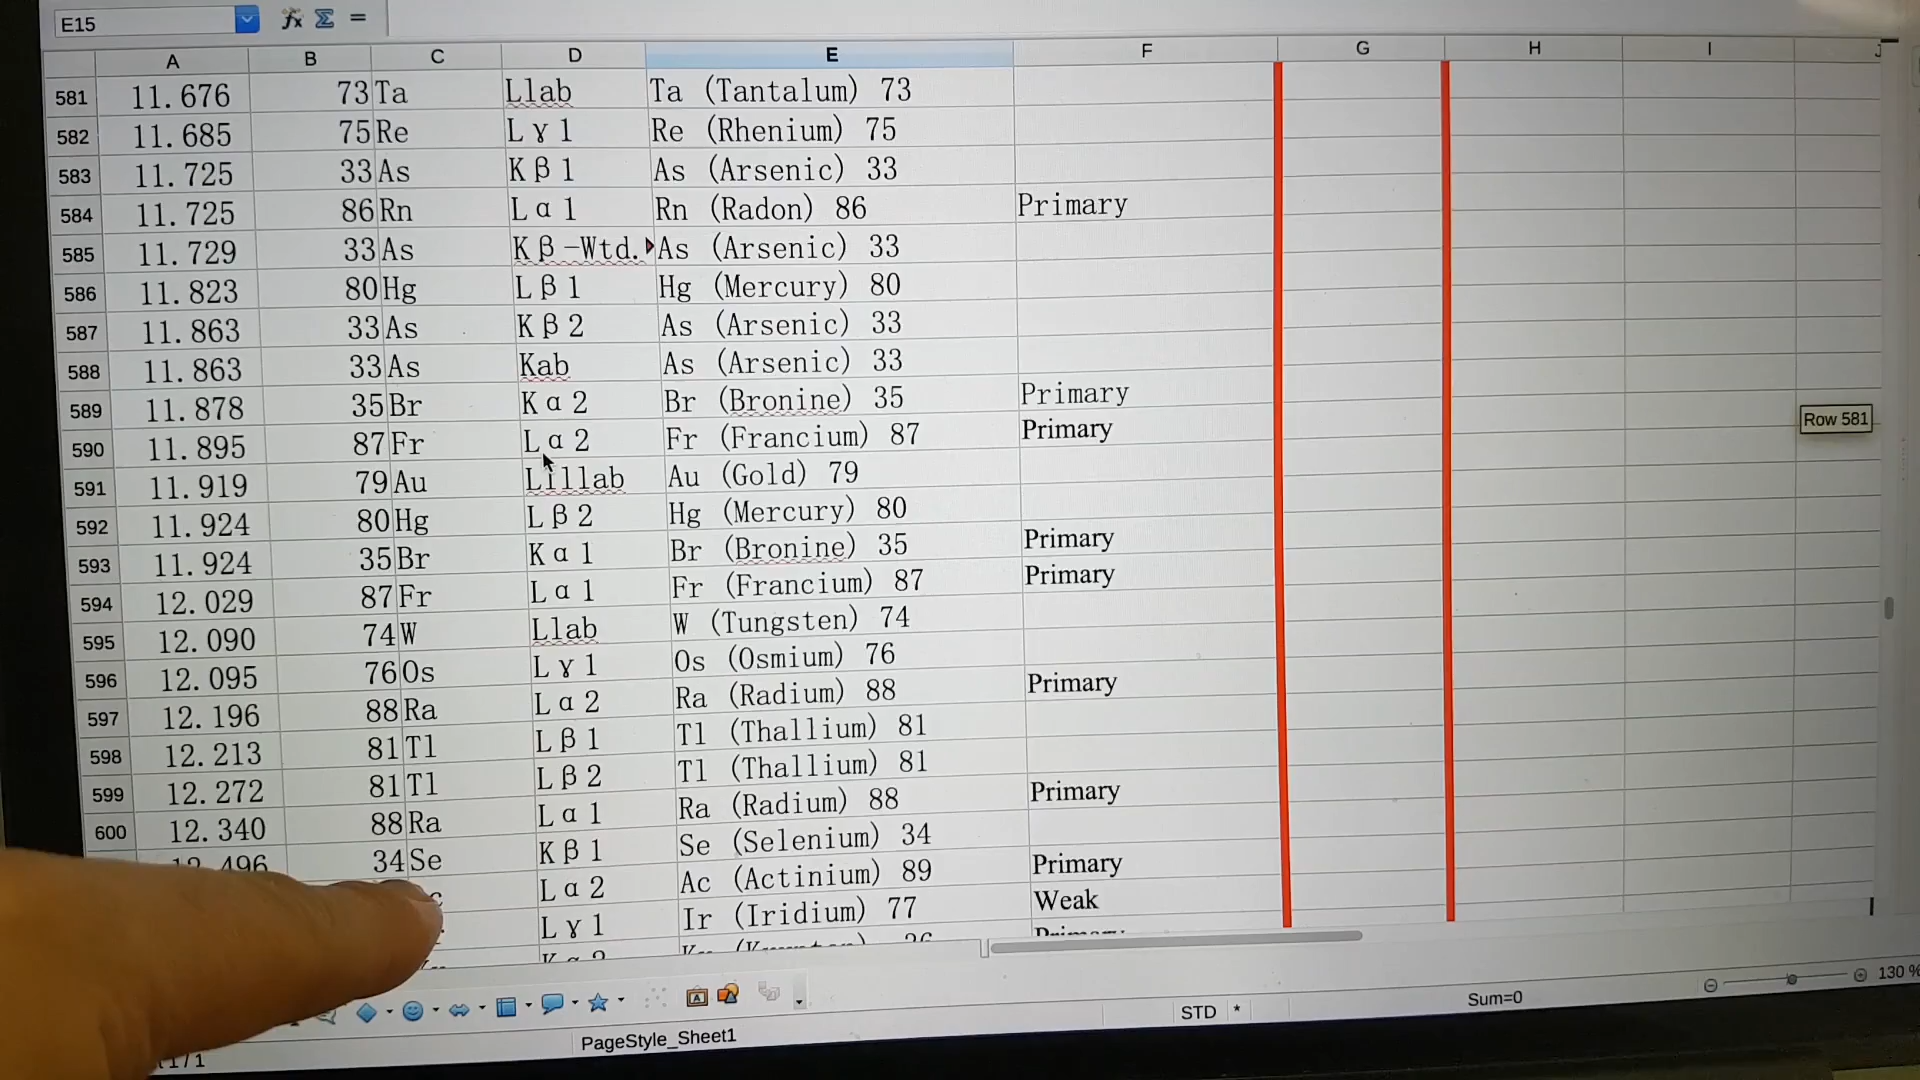 E15 fx Σ =
A B C D E F G H I J
581 11.676 73 Ta Llab Ta (Tantalum) 73
582 11.685 75 Re Lγ1 Re (Rhenium) 75
583 11.725 33 As Kβ1 As (Arsenic) 33
584 11.725 86 Rn Lα1 Rn (Radon) 86 Primary
585 11.729 33 As Kβ-Wtd. As (Arsenic) 33
586 11.823 80 Hg Lβ1 Hg (Mercury) 80
587 11.863 33 As Kβ2 As (Arsenic) 33
588 11.863 33 As Kab As (Arsenic) 33
589 11.878 35 Br Kα2 Br (Bronine) 35 Primary
590 11.895 87 Fr Lα2 Fr (Francium) 87 Primary
591 11.919 79 Au Lillab Au (Gold) 79
592 11.924 80 Hg Lβ2 Hg (Mercury) 80
593 11.924 35 Br Kα1 Br (Bronine) 35 Primary
594 12.029 87 Fr Lα1 Fr (Francium) 87 Primary
595 12.090 74 W Llab W (Tungsten) 74
596 12.095 76 Os Lγ1 Os (Osmium) 76
597 12.196 88 Ra Lα2 Ra (Radium) 88 Primary
598 12.213 81 Tl Lβ1 Tl (Thallium) 81
599 12.272 81 Tl Lβ2 Tl (Thallium) 81
600 12.340 88 Ra Lα1 Ra (Radium) 88 Primary
12.496 34 Se Kβ1 Se (Selenium) 34
Lα2 Ac (Actinium) 89 Primary
Lγ1 Ir (Iridium) 77 Weak
Row 581
130 %
STD * Sum=0
PageStyle_Sheet1
1 / 1